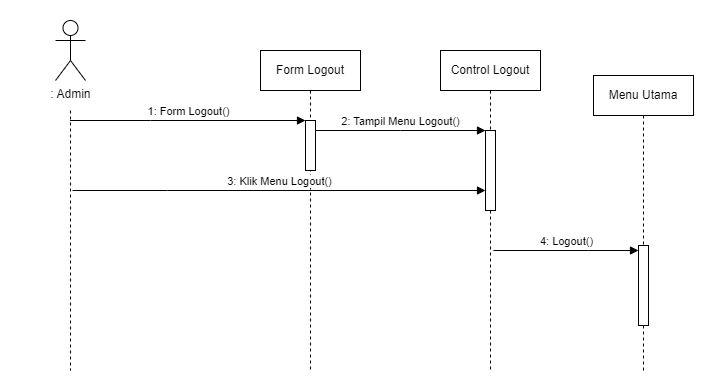 Form Logout
Control Logout
Menu Utama
: Admin
1: Form Logout()
2: Tampil Menu Logout()
3: Klik Menu Logout()
4: Logout()